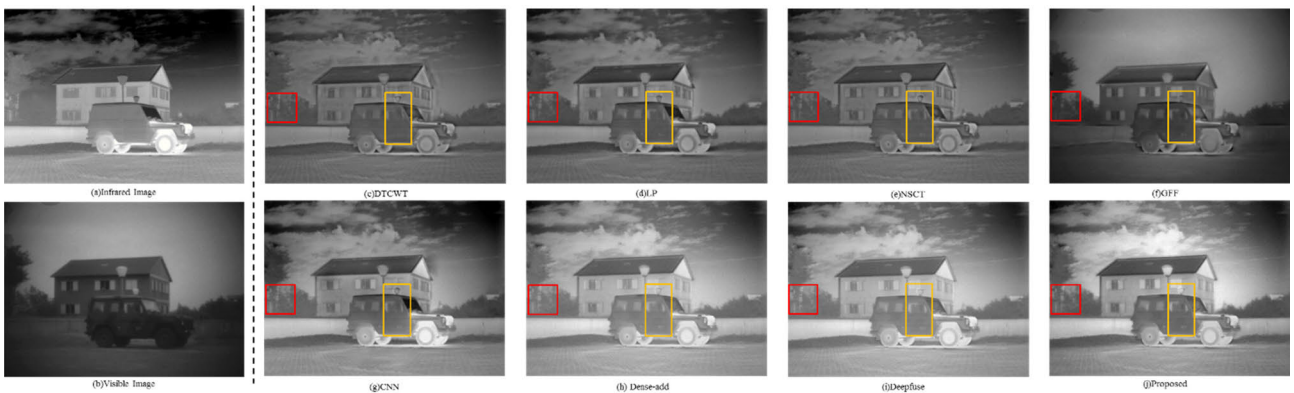 (a)Infrared Image
(c)DTCWT
(d)LP
(e)NSCT
(f)GFF
(b)Visible Image
(g)CNN
(h) Dense-add
(i)Deepfuse
(j)Proposed